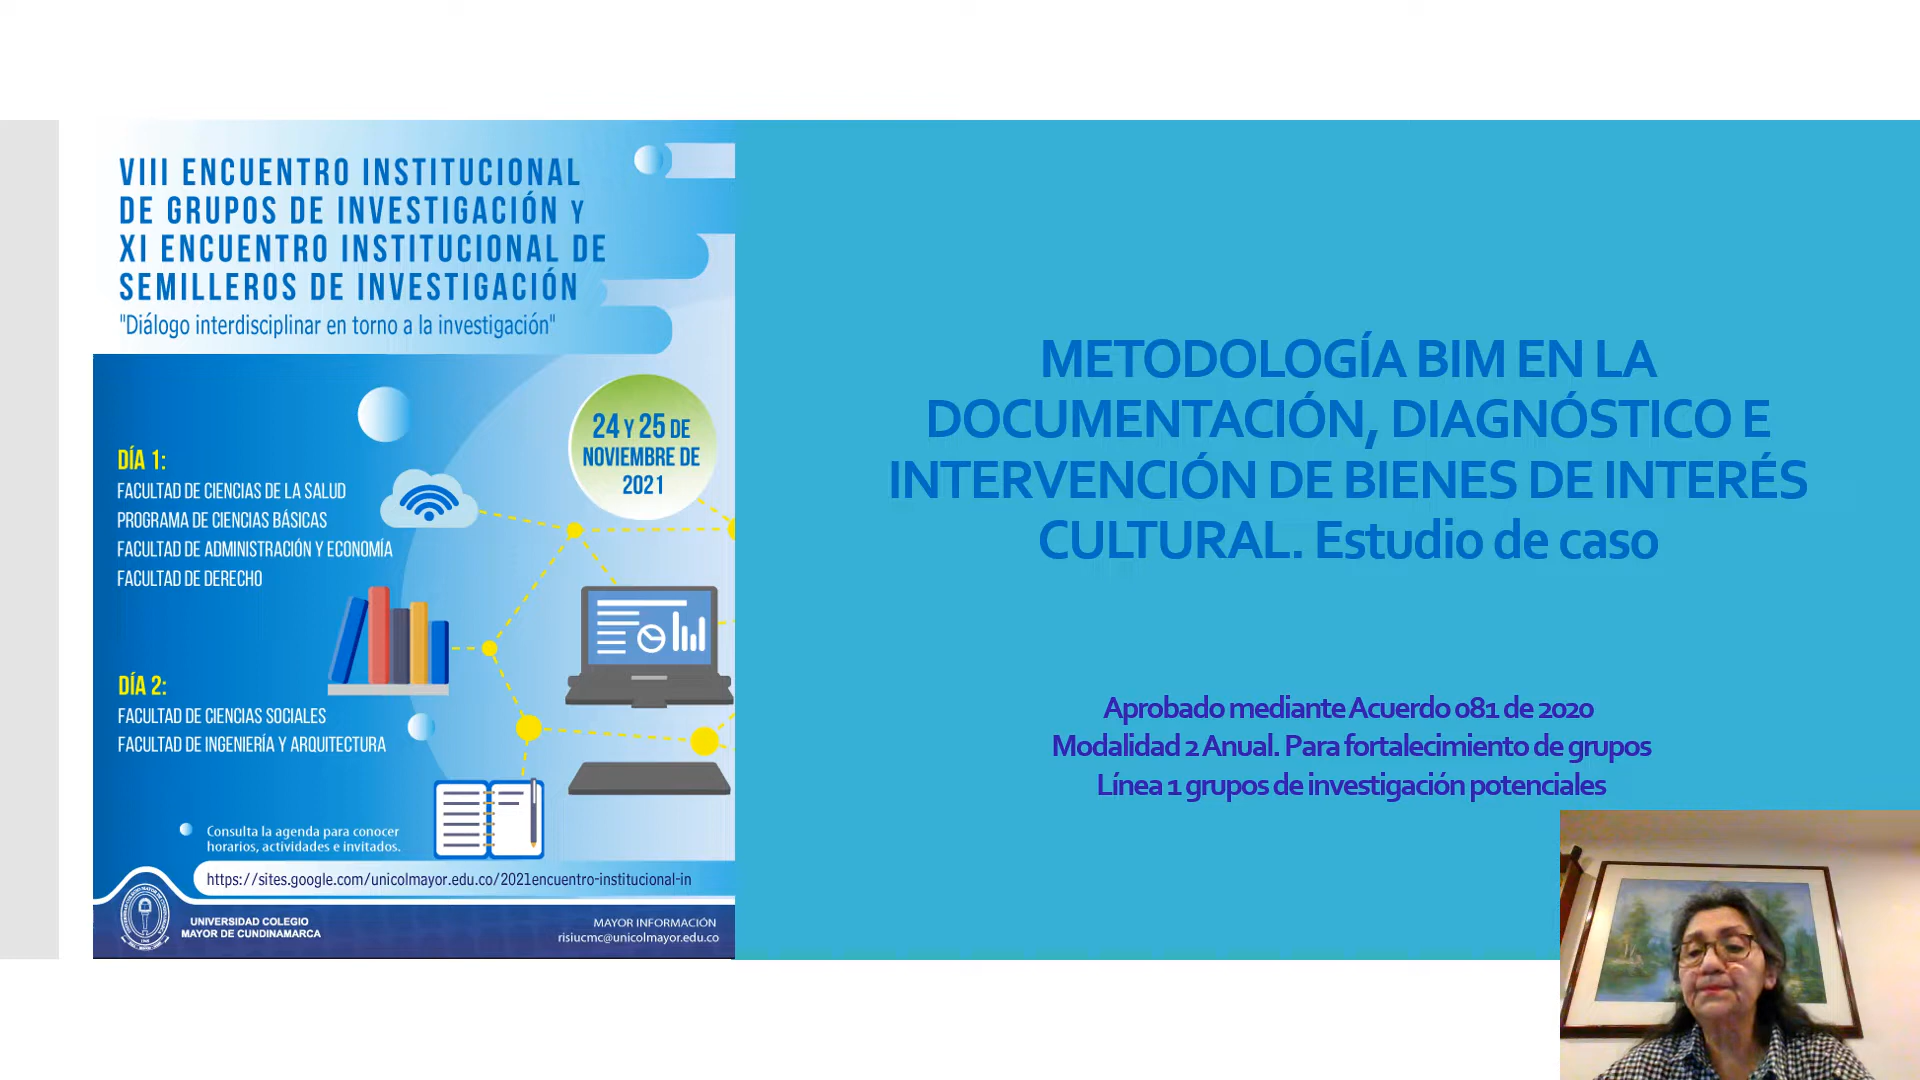 VIII ENCUENTRO INSTITUCIONAL
DE GRUPOS DE INVESTIGACIÓN Y
XI ENCUENTRO INSTITUCIONAL DE
SEMILLEROS DE INVESTIGACIÓN
"Diálogo interdisciplinar en torno a la investigación"
24 Y 25 DE
NOVIEMBRE DE
2021
DÍA 1:
FACULTAD DE CIENCIAS DE LA SALUD
PROGRAMA DE CIENCIAS BÁSICAS
FACULTAD DE ADMINISTRACIÓN Y ECONOMÍA
FACULTAD DE DERECHO
DÍA 2:
FACULTAD DE CIENCIAS SOCIALES
FACULTAD DE INGENIERÍA Y ARQUITECTURA
Consulta la agenda para conocer
horarios, actividades e invitados.
https://sites.google.com/unicolmayor.edu.co/2021encuentro-institucional-in
UNIVERSIDAD COLEGIO
MAYOR DE CUNDINAMARCA
MAYOR INFORMACIÓN
risiucmc@unicolmayor.edu.co
METODOLOGÍA BIM EN LA
DOCUMENTACIÓN, DIAGNÓSTICO E
INTERVENCIÓN DE BIENES DE INTERÉS
CULTURAL. Estudio de caso
Aprobado mediante Acuerdo 081 de 2020
Modalidad 2 Anual. Para fortalecimiento de grupos
Línea 1 grupos de investigación potenciales